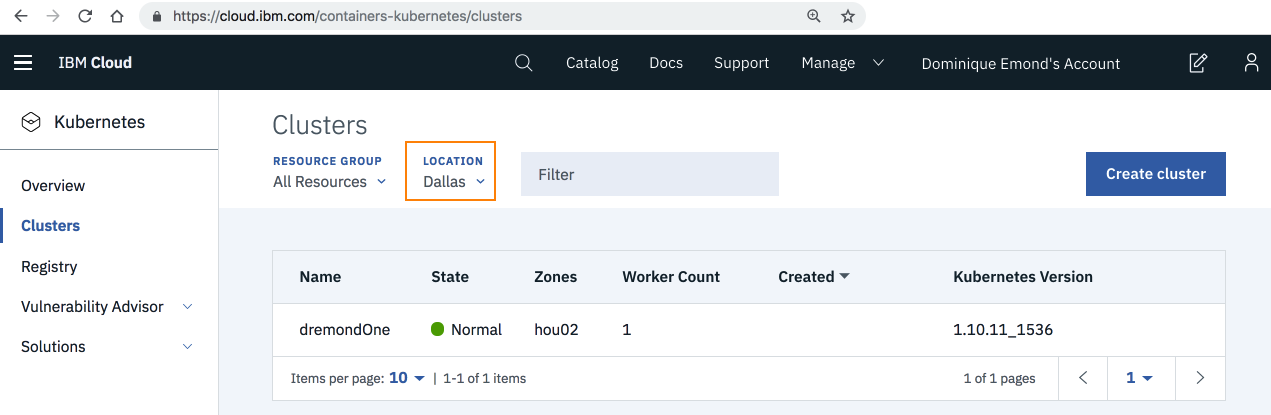 https://cloud.ibm.com/containers-kubernetes/clusters
IBM Cloud
Catalog Docs Support Manage Dominique Emond's Account
Kubernetes
Overview
Clusters
Registry
Vulnerability Advisor
Solutions
Clusters
RESOURCE GROUP
All Resources
LOCATION
Dallas
Filter
Create cluster
Name State Zones Worker Count Created Kubernetes Version
dremondOne Normal hou02 1 1.10.11_1536
Items per page: 10 | 1-1 of 1 items 1 of 1 pages 1